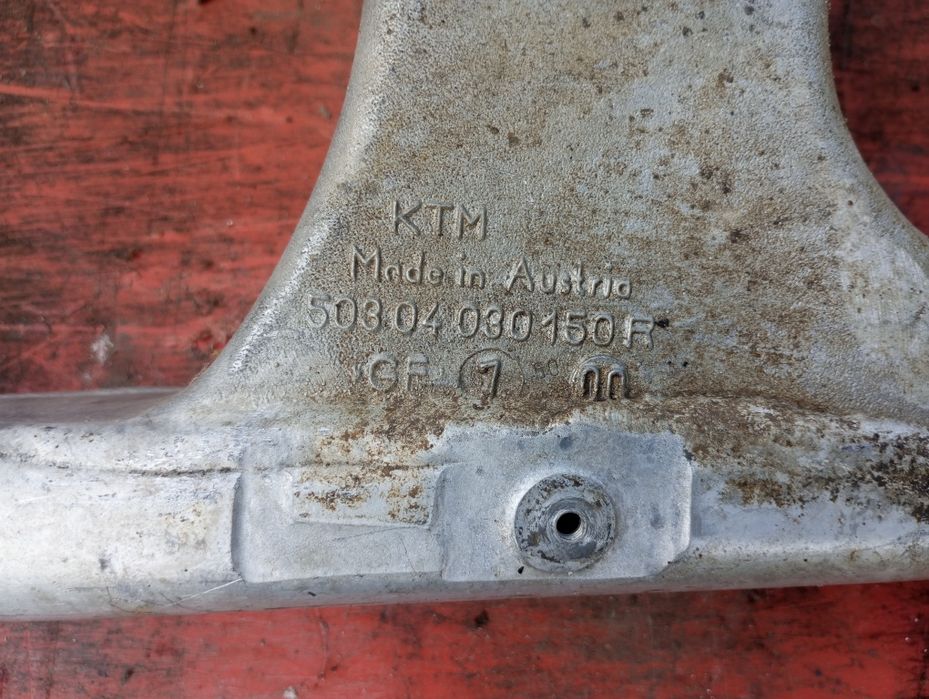 KTM
Made in Austria
503 04 030 150 R
GF 7